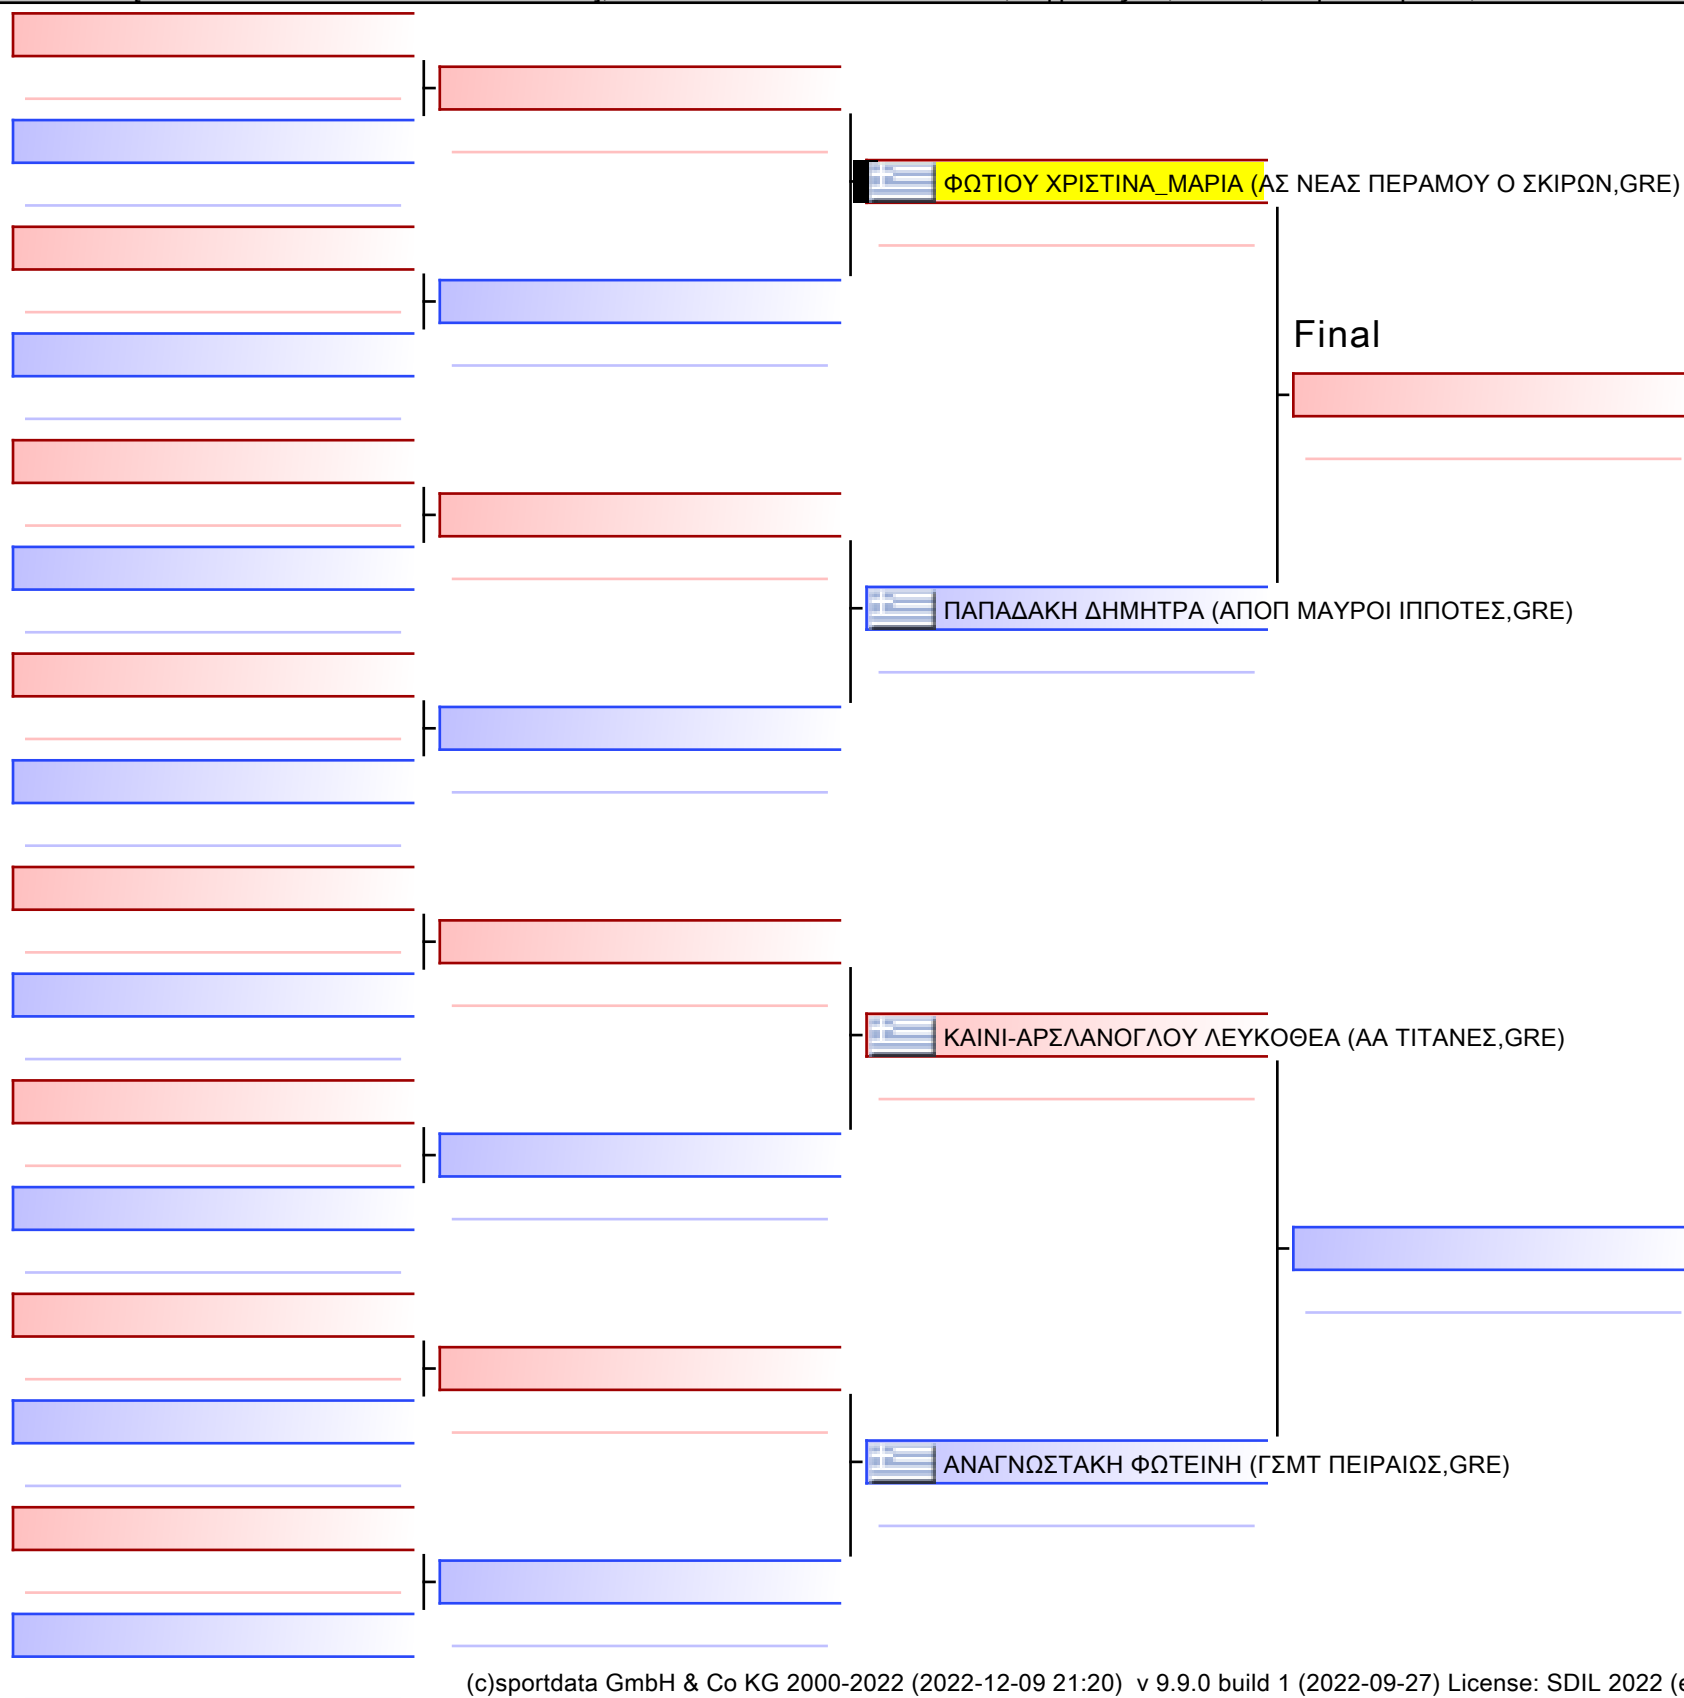 ΦΩΤΙΟΥ ΧΡΙΣΤΙΝΑ_ΜΑΡΙΑ (ΑΣ ΝΕΑΣ ΠΕΡΑΜΟΥ Ο ΣΚΙΡΩΝ,GRE)
Final
ΠΑΠΑΔΑΚΗ ΔΗΜΗΤΡΑ (ΑΠΟΠ ΜΑΥΡΟΙ ΙΠΠΟΤΕΣ,GRE)
ΚΑΙΝΙ-ΑΡΣΛΑΝΟΓΛΟΥ ΛΕΥΚΟΘΕΑ (ΑΑ ΤΙΤΑΝΕΣ,GRE)
ΑΝΑΓΝΩΣΤΑΚΗ ΦΩΤΕΙΝΗ (ΓΣΜΤ ΠΕΙΡΑΙΩΣ,GRE)
(c)sportdata GmbH & Co KG 2000-2022 (2022-12-09 21:20) v 9.9.0 build 1 (2022-09-27) License: SDIL 2022 (e